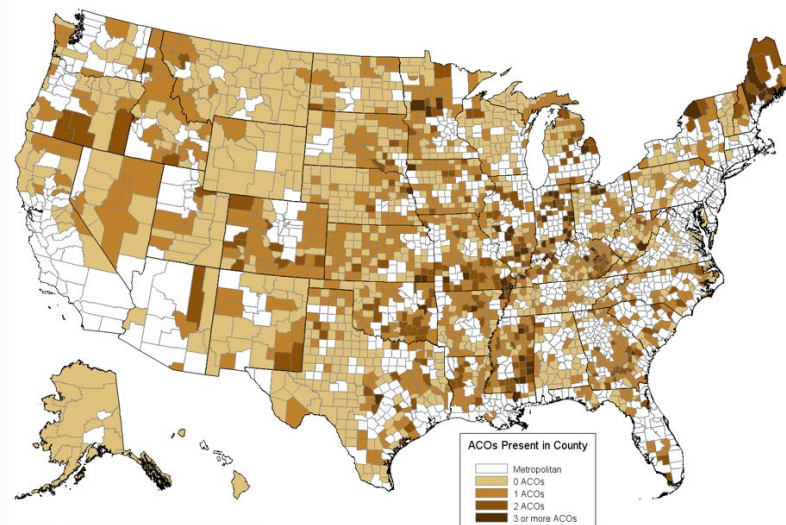 ACOs Present in County
Metropolitan
0 ACOs
1 ACOs
2 ACOs
3 or more ACOs